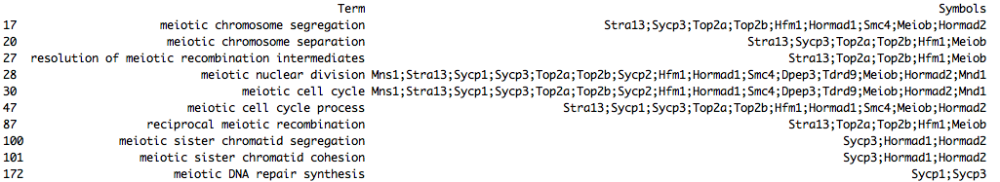 Term Symbols
17 meiotic chromosome segregation Stra13;Sycp3;Top2a;Top2b;Hfm1;Hormad1;Smc4;Meiob;Hormad2
20 meiotic chromosome separation Stra13;Sycp3;Top2a;Top2b;Hfm1;Meiob
27 resolution of meiotic recombination intermediates Stra13;Top2a;Top2b;Hfm1;Meiob
28 meiotic nuclear division Mns1;Stra13;Sycp1;Sycp3;Top2a;Top2b;Sycp2;Hfm1;Hormad1;Smc4;Dpep3;Tdrd9;Meiob;Hormad2;Mnd1
30 meiotic cell cycle Mns1;Stra13;Sycp1;Sycp3;Top2a;Top2b;Sycp2;Hfm1;Hormad1;Smc4;Dpep3;Tdrd9;Meiob;Hormad2;Mnd1
47 meiotic cell cycle process Stra13;Sycp1;Sycp3;Top2a;Top2b;Hfm1;Hormad1;Smc4;Meiob;Hormad2
87 reciprocal meiotic recombination Stra13;Top2a;Top2b;Hfm1;Meiob
100 meiotic sister chromatid segregation Sycp3;Hormad1;Hormad2
101 meiotic sister chromatid cohesion Sycp3;Hormad1;Hormad2
172 meiotic DNA repair synthesis Sycp1;Sycp3